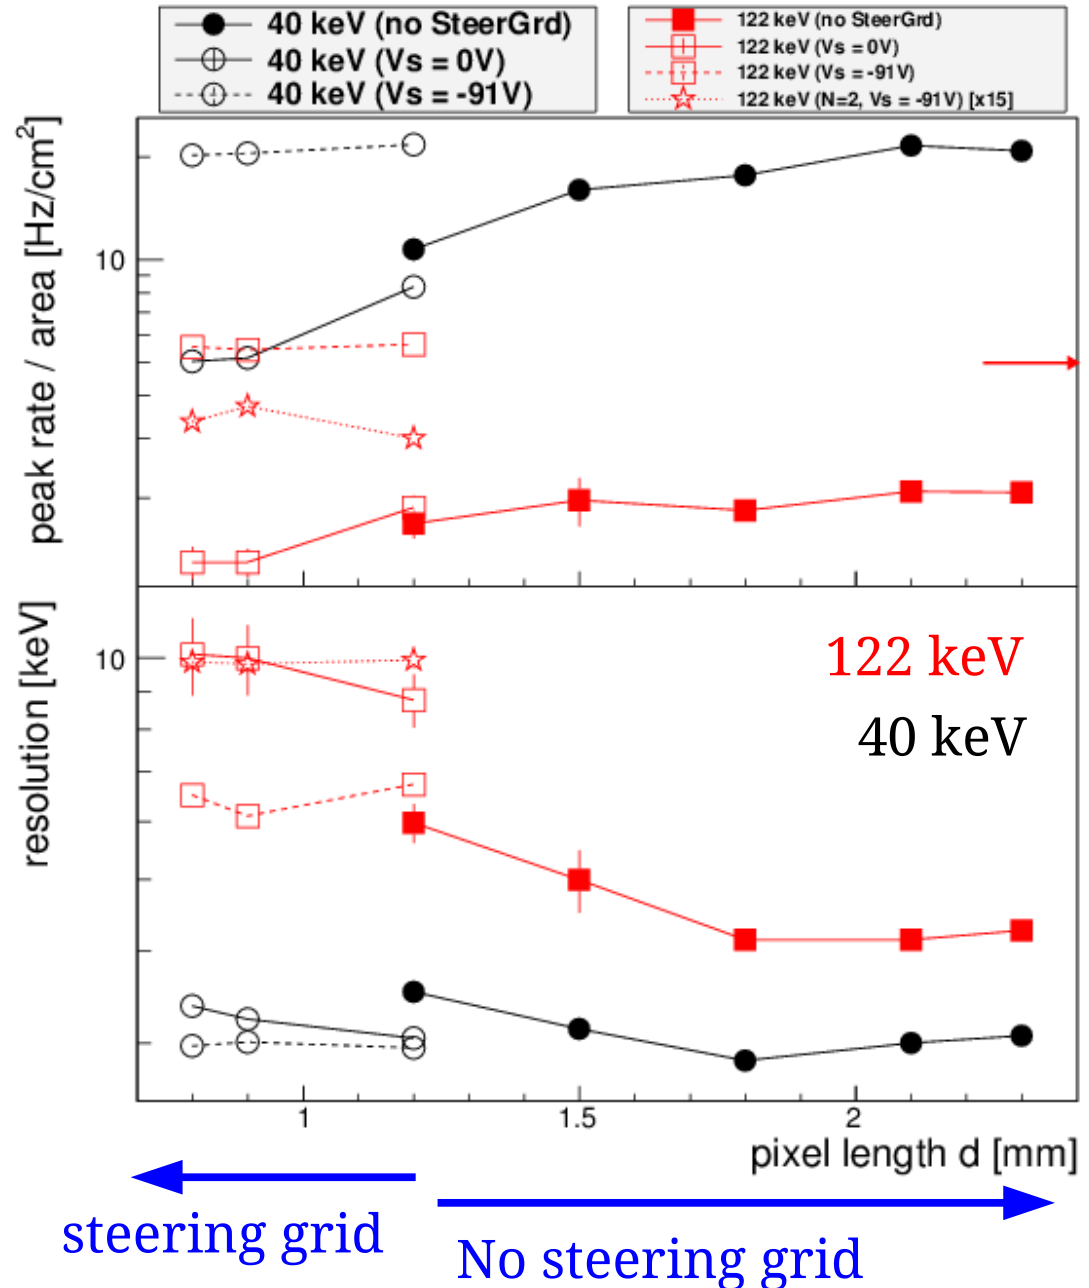 40 keV (no SteerGrd)
40 keV (Vs = 0V)
40 keV (Vs = -91V)
122 keV (no SteerGrd)
122 keV (Vs = 0V)
122 keV (Vs = -91V)
122 keV (N=2, Vs = -91V) [x15]
peak rate / area [Hz/cm²]
10
resolution [keV]
10
122 keV
40 keV
1
1.5
2
pixel length d [mm]
steering grid
No steering grid